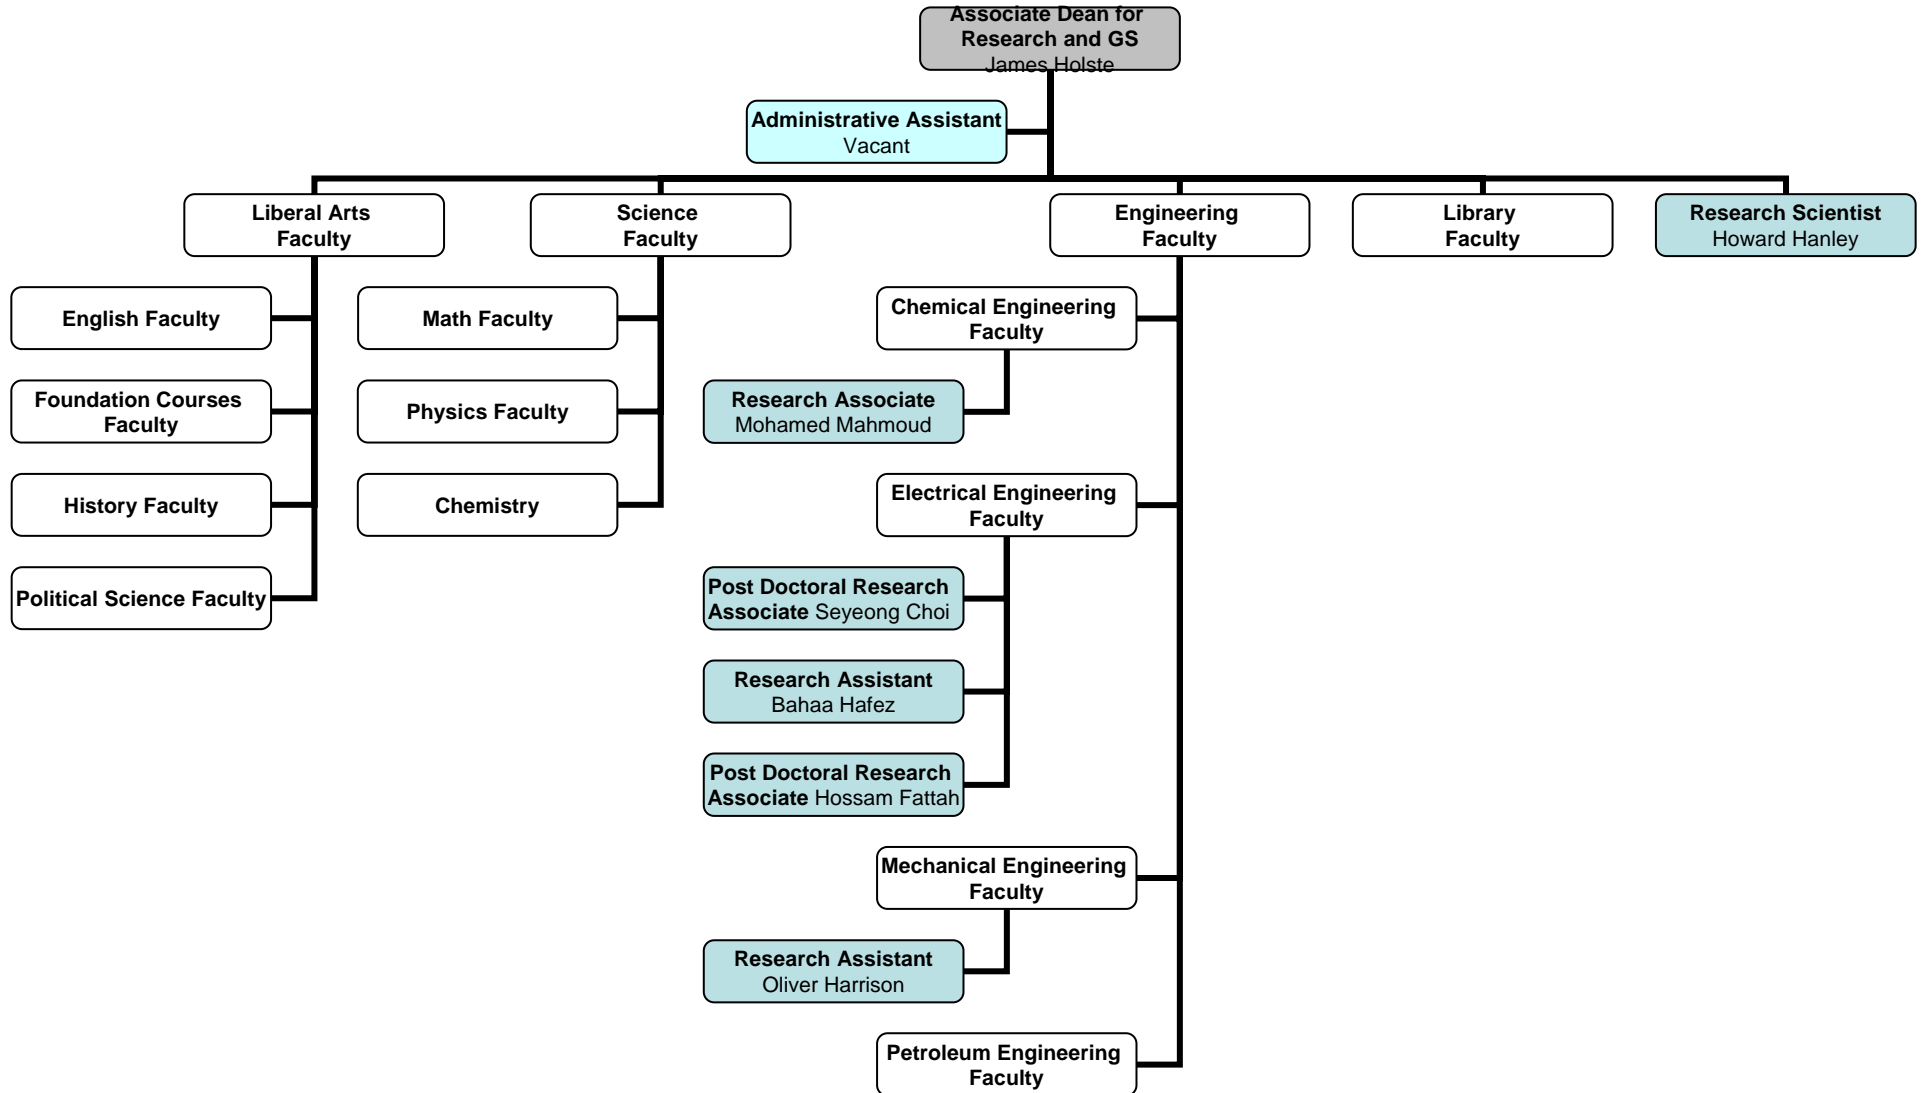 Associate Dean for
Research and GS
James Holste
Administrative Assistant
Vacant
Liberal Arts
Faculty
Science
Faculty
Engineering
Faculty
Library
Faculty
Research Scientist
Howard Hanley
English Faculty
Math Faculty
Chemical Engineering
Faculty
Foundation Courses
Faculty
Physics Faculty
Research Associate
Mohamed Mahmoud
History Faculty
Chemistry
Electrical Engineering
Faculty
Political Science Faculty
Post Doctoral Research
Associate Seyeong Choi
Research Assistant
Bahaa Hafez
Post Doctoral Research
Associate Hossam Fattah
Mechanical Engineering
Faculty
Research Assistant
Oliver Harrison
Petroleum Engineering
Faculty